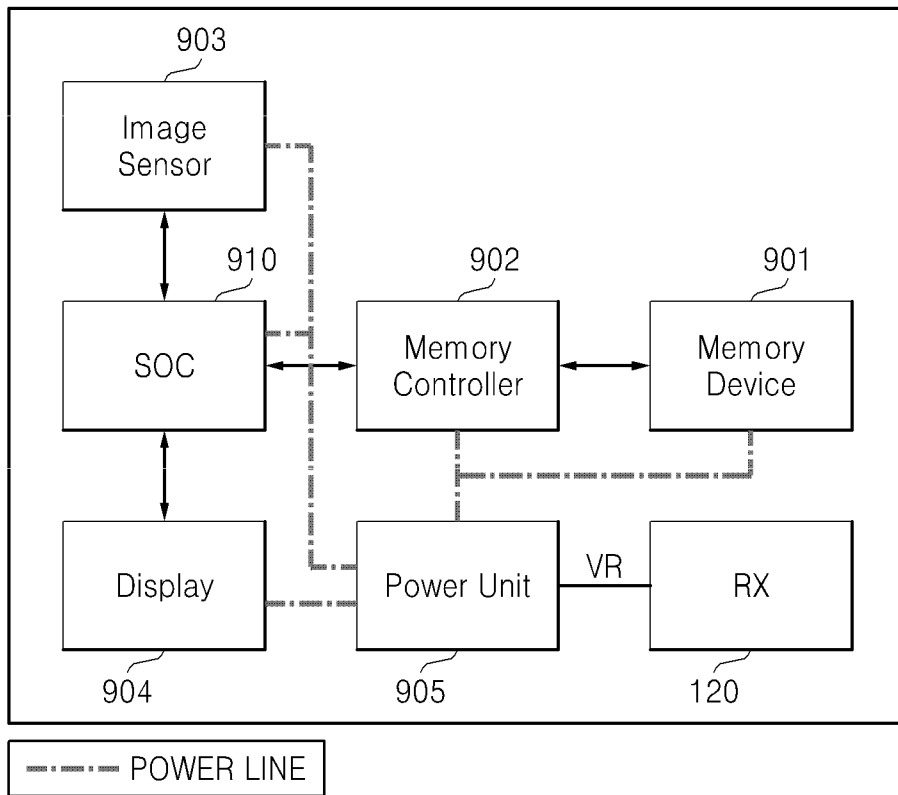 903
Image
Sensor
910
902
901
SOC
Memory
Controller
Memory
Device
Display
Power Unit
VR
RX
904
905
120
POWER LINE